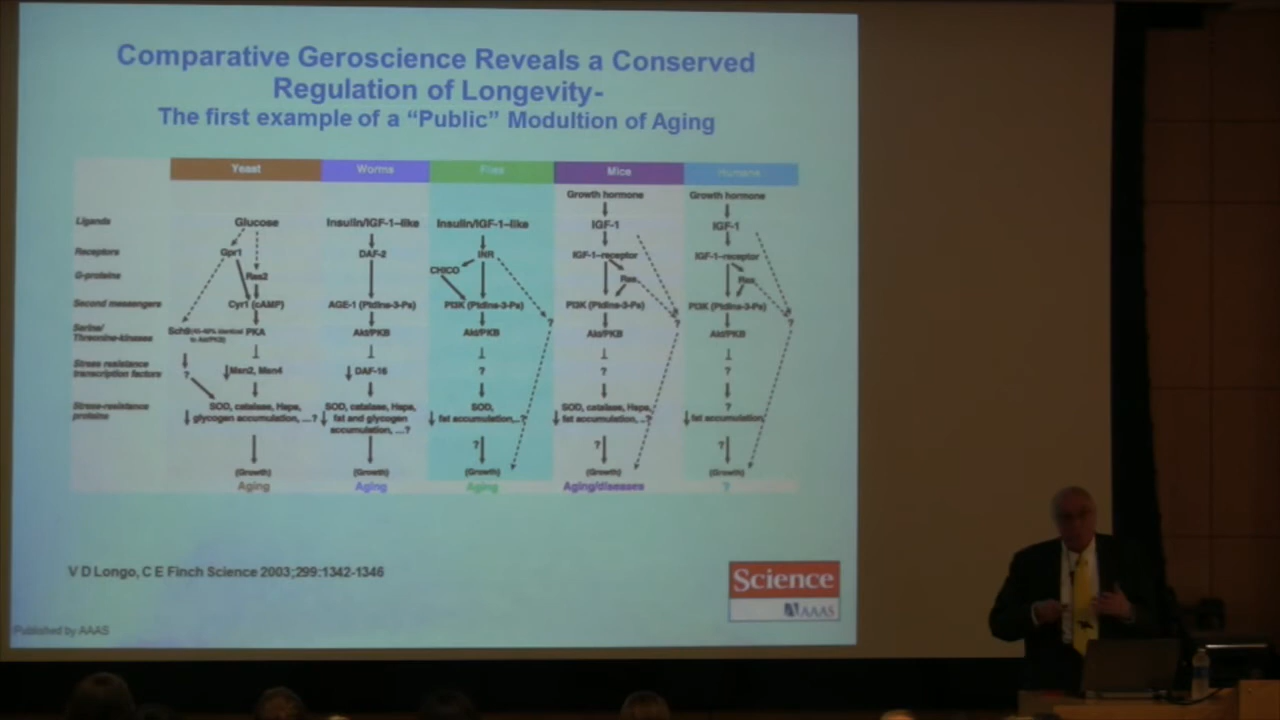 Comparative Geroscience Reveals a Conserved
Regulation of Longevity-
The first example of a “Public” Modultion of Aging
Yeast Worms Flies Mice Humans
Growth hormone Growth hormone
Ligands Glucose Insulin/IGF-1–like Insulin/IGF-1–like IGF-1 IGF-1
Receptors Gpr1 DAF-2 INR IGF-1–receptor IGF-1–receptor
CHICO
G-proteins Ras2 Ras Ras
Second messengers Cyr1 (cAMP) AGE-1 (PtdIns-3-Ps) PI3K (PtdIns-3-Ps) PI3K (PtdIns-3-Ps) PI3K (PtdIns-3-Ps)
? ? ?
Serine/
Threonine-kinases Sch9 PKA Akt/PKB Akt/PKB Akt/PKB Akt/PKB
Stress resistance
transcription factors ? Msn2, Msn4 DAF-16 ? ? ?
Stress-resistance
proteins SOD, catalase, Hsps, SOD, catalase, Hsps, SOD, SOD, catalase, Hsps, ?
glycogen accumulation, ....? fat and glycogen fat accumulation,..? fat accumulation, ..? fat accumulation
accumulation, ...?
? ? ?
(Growth) (Growth) (Growth) (Growth) (Growth)
Aging Aging Aging Aging/diseases ?
V D Longo, C E Finch Science 2003;299:1342-1346
Science
AAAS
Published by AAAS